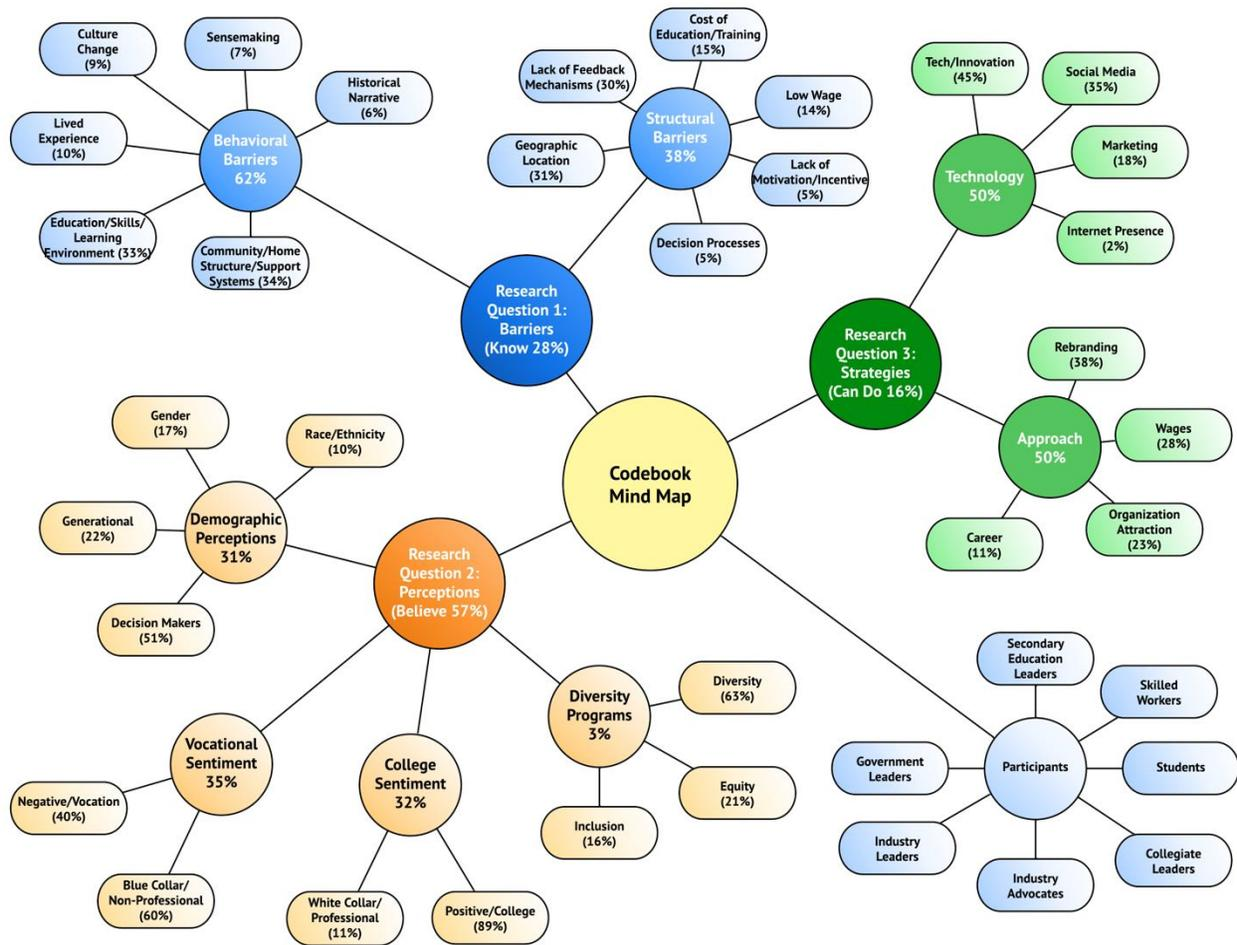 Culture
Change
(9%)
Sensemaking
(7%)
Historical
Narrative
(6%)
Lived
Experience
(10%)
Behavioral
Barriers
62%
Education/Skills/
Learning
Environment (33%)
Community/Home
Structure/Support
Systems (34%)
Cost of
Education/Training
(15%)
Lack of Feedback
Mechanisms (30%)
Low Wage
(14%)
Structural
Barriers
38%
Geographic
Location
(31%)
Lack of
Motivation/Incentive
(5%)
Decision Processes
(5%)
Research
Question 1:
Barriers
(Know 28%)
Tech/Innovation
(45%)
Social Media
(35%)
Marketing
(18%)
Technology
50%
Internet Presence
(2%)
Research
Question 3:
Strategies
(Can Do 16%)
Rebranding
(38%)
Wages
(28%)
Approach
50%
Organization
Attraction
(23%)
Career
(11%)
Codebook
Mind Map
Gender
(17%)
Race/Ethnicity
(10%)
Generational
(22%)
Demographic
Perceptions
31%
Decision Makers
(51%)
Research
Question 2:
Perceptions
(Believe 57%)
Vocational
Sentiment
35%
Negative/Vocation
(40%)
Blue Collar/
Non-Professional
(60%)
College
Sentiment
32%
White Collar/
Professional
(11%)
Positive/College
(89%)
Diversity
Programs
3%
Diversity
(63%)
Equity
(21%)
Inclusion
(16%)
Secondary
Education
Leaders
Skilled
Workers
Government
Leaders
Participants
Students
Industry
Leaders
Industry
Advocates
Collegiate
Leaders